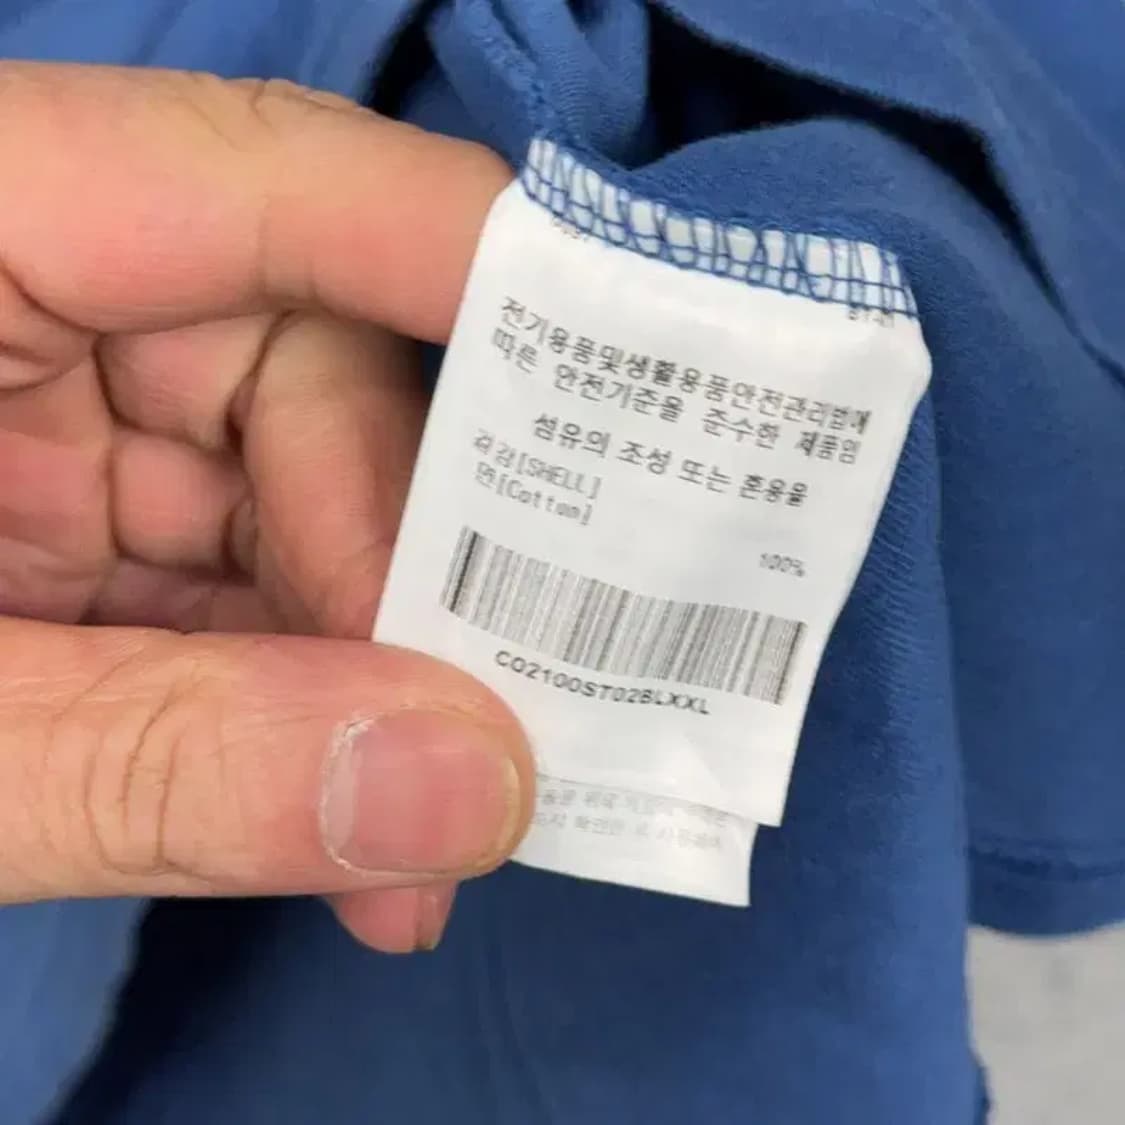 전기용품및생활용품안전관리법에
따른 안전기준을 준수한 제품임
섬유의 조성 또는 혼용율
겉감[SHELL]
면[Cotton]
100%
CO2100ST02BLXXL